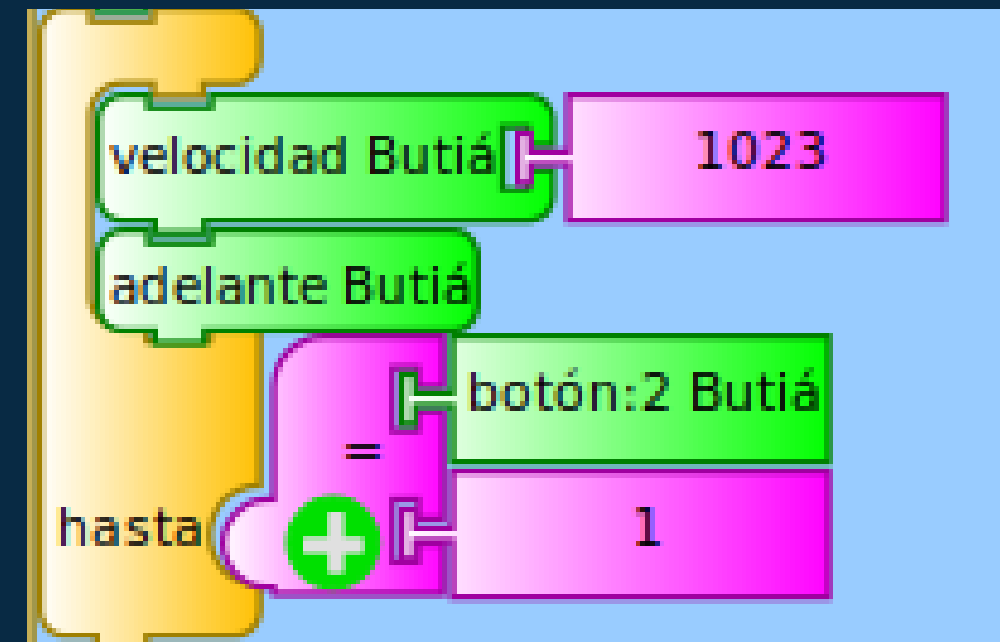 velocidad Butiá 1023
adelante Butiá
botón:2 Butiá
=
hasta 1